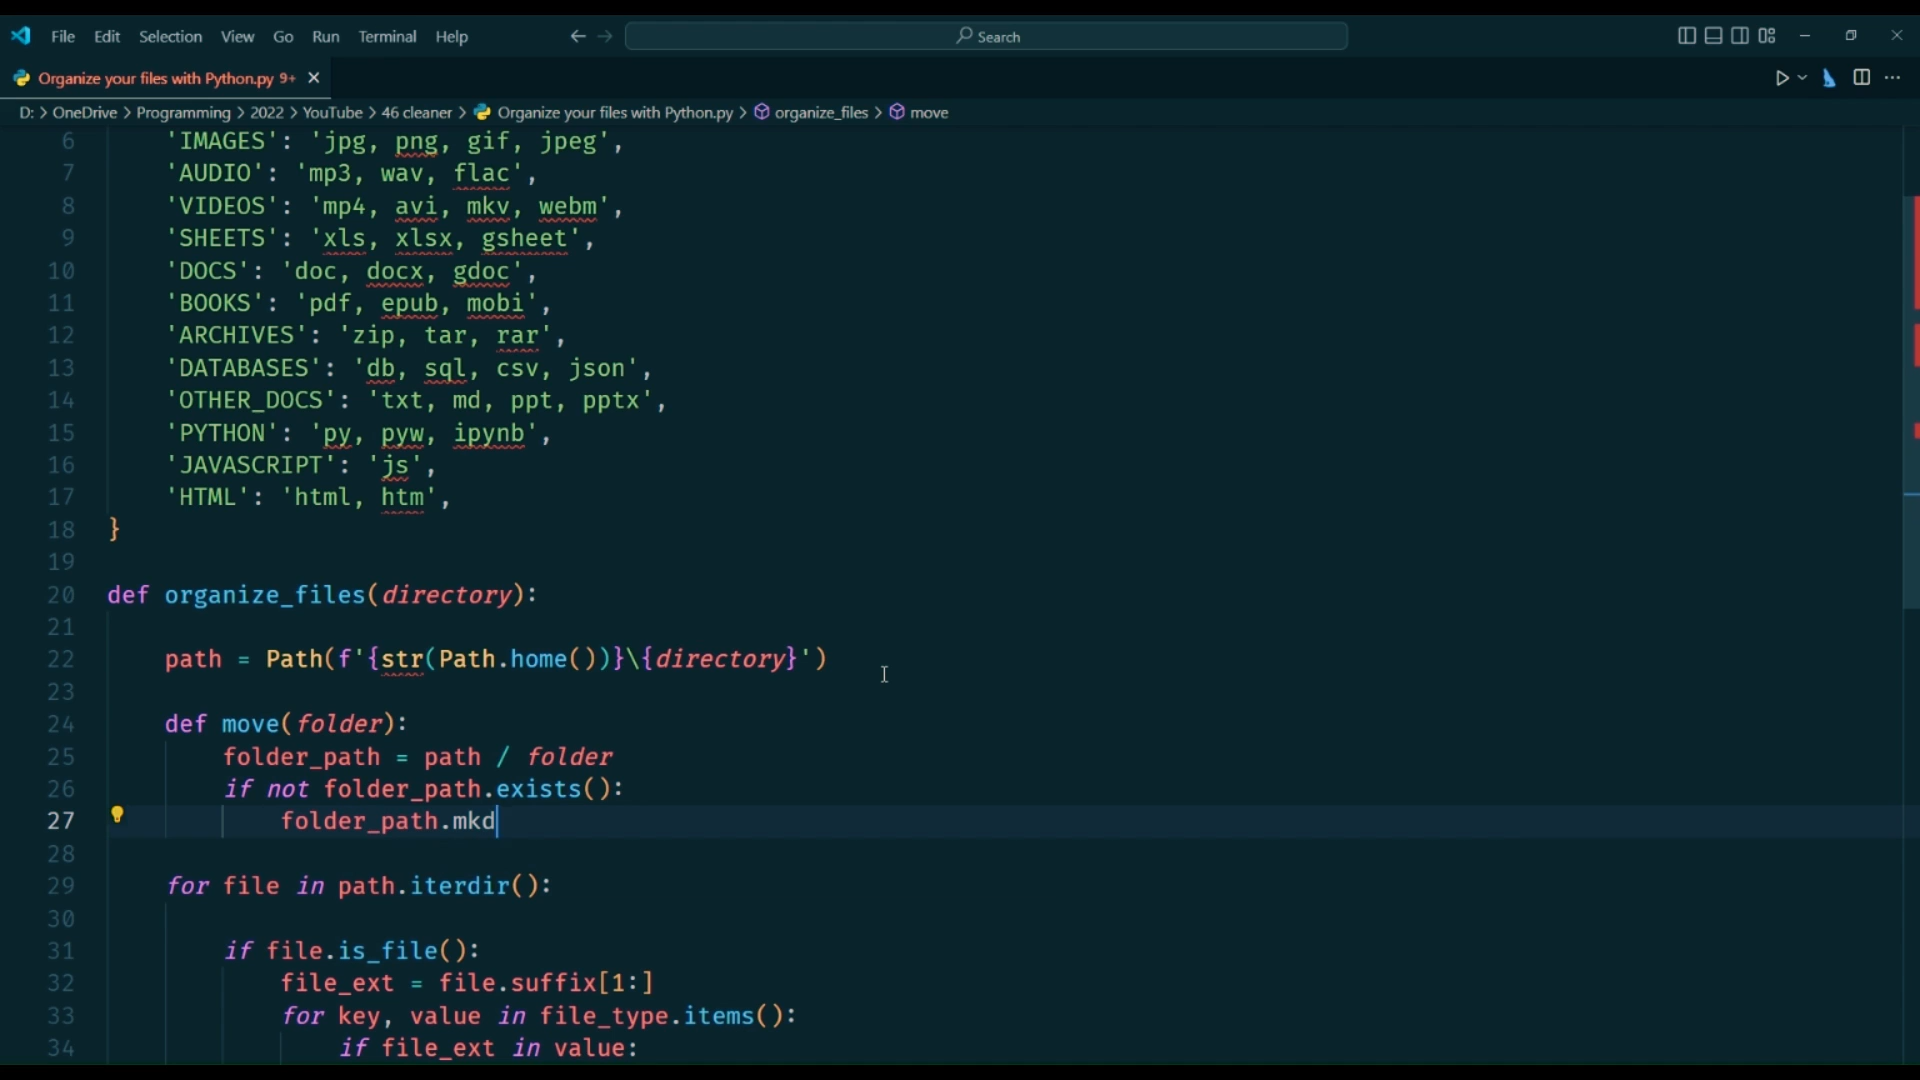 File Edit Selection View Go Run Terminal Help Search
Organize your files with Python.py 9+
D: > OneDrive > Programming > 2022 > YouTube > 46 cleaner > Organize your files with Python.py > organize_files > move
6 'IMAGES': 'jpg, png, gif, jpeg',
7 'AUDIO': 'mp3, wav, flac',
8 'VIDEOS': 'mp4, avi, mkv, webm',
9 'SHEETS': 'xls, xlsx, gsheet',
10 'DOCS': 'doc, docx, gdoc',
11 'BOOKS': 'pdf, epub, mobi',
12 'ARCHIVES': 'zip, tar, rar',
13 'DATABASES': 'db, sql, csv, json',
14 'OTHER_DOCS': 'txt, md, ppt, pptx',
15 'PYTHON': 'py, pyw, ipynb',
16 'JAVASCRIPT': 'js',
17 'HTML': 'html, htm',
18 }
19
20 def organize_files(directory):
21
22 path = Path(f'{str(Path.home())}\{directory}')
23
24 def move(folder):
25 folder_path = path / folder
26 if not folder_path.exists():
27 folder_path.mkd
28
29 for file in path.iterdir():
30
31 if file.is_file():
32 file_ext = file.suffix[1:]
33 for key, value in file_type.items():
34 if file_ext in value: